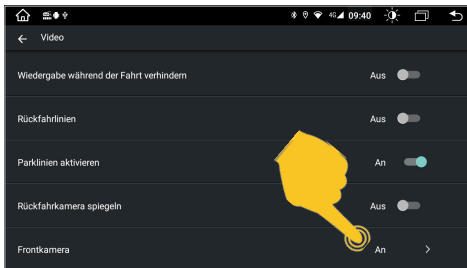 4G 09:40
Video
Wiedergabe während der Fahrt verhindern Aus
Rückfahrlinien Aus
Parklinien aktivieren An
Rückfahrkamera spiegeln Aus
Frontkamera An